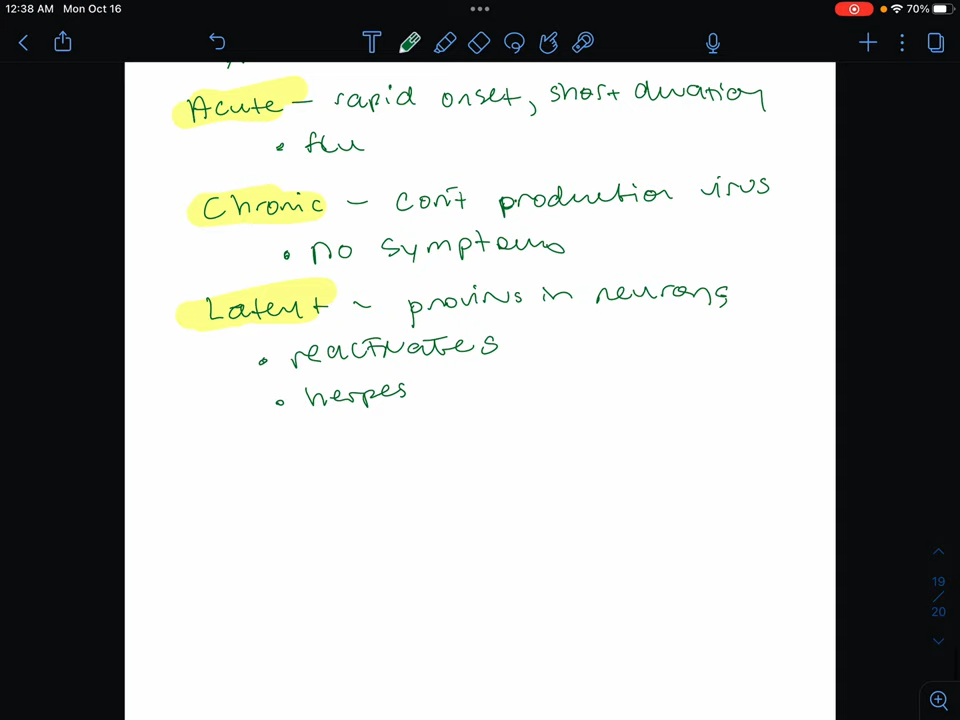 12:38 AM Mon Oct 16
70%
Acute – rapid onset, short duration
• flu
Chronic – con't production virus
• no symptoms
Latent ~ provirus in neurons
• reactivates
• herpes
19
/
20